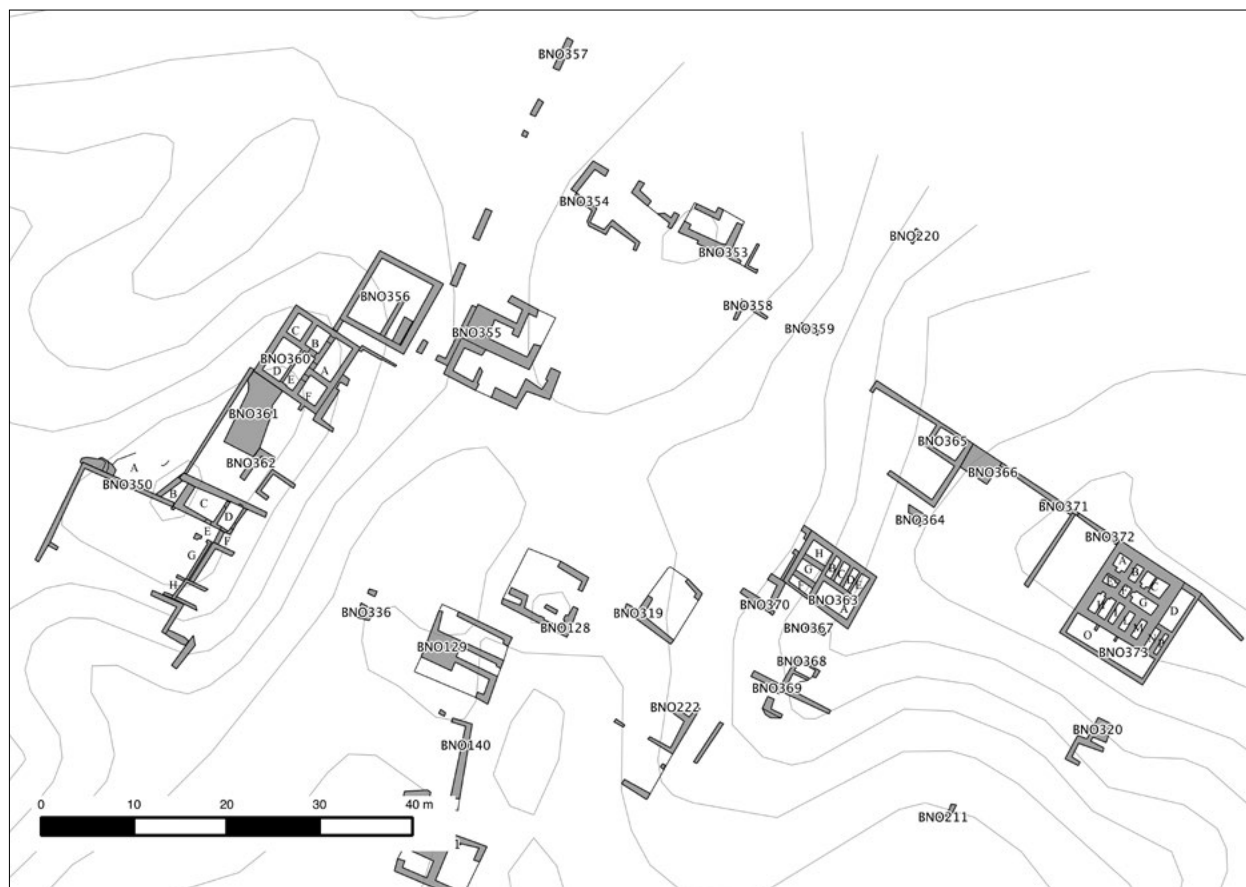 BNO357
BNO354
BNO353
BNO220
BNO356
BNO358
BNO359
BNO355
C
B
BNO360
A
D
E
F
BNO361
BNO365
BNO362
BNO366
A
BNO350
B
C
D
BNO371
BNO364
E
F
BNO372
G
H
H
B
C
D
E
G
F
A
BNO363
BNO370
BNO336
BNO319
BNO128
BNO367
BNO129
A
B
C
G
D
M
O
BNO373
BNO368
BNO369
BNO222
BNO320
BNO140
0
10
20
30
40 m
BNO211
1